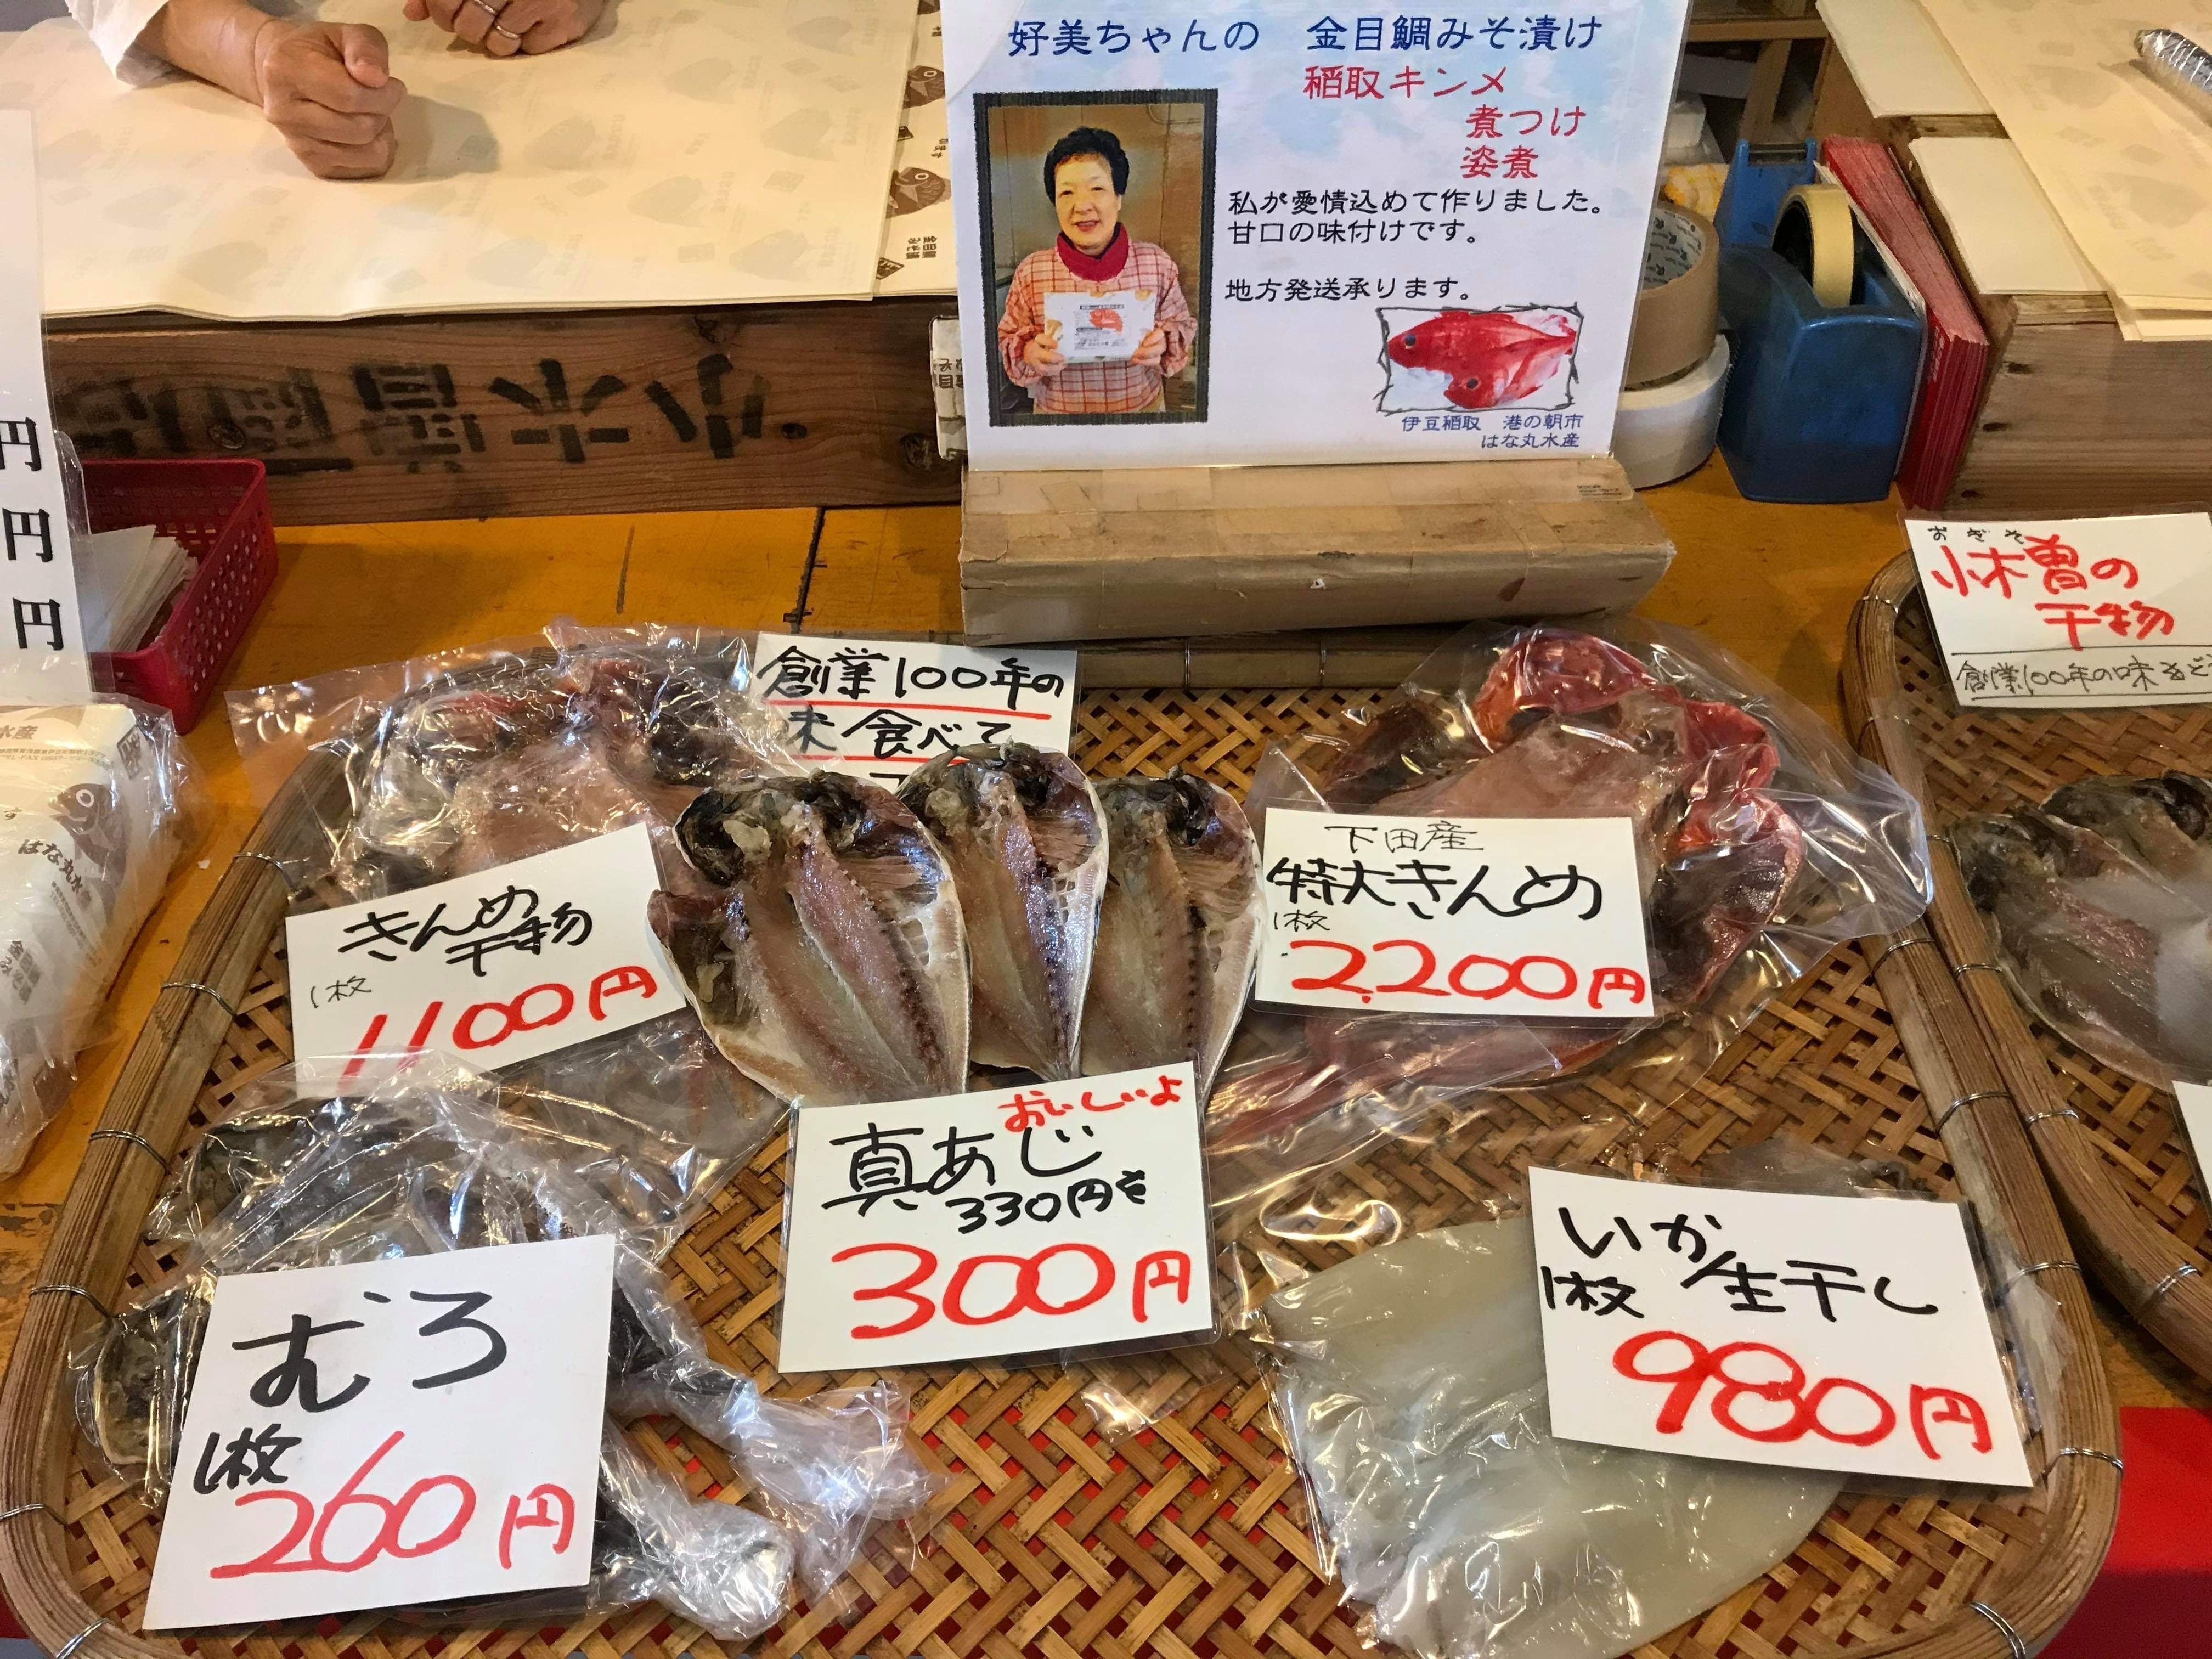 好美ちゃんの 金目鯛みそ漬け
稲取キンメ
煮つけ
姿煮
私が愛情込めて作りました。
甘口の味付けです。
地方発送承ります。
伊豆稲取 港の朝市
はな丸水産
円
円
円
水産
はな丸水
おぎそ
小木曽の
干物
創業100年の味をど
創業100年の
味 食べて
きんめ
干物
1枚
1100円
下田産
特大きんめ
1枚
2,200円
おいしいよ
真あじ
330円を
300円
むろ
1枚
260円
いか生干し
1枚
980円